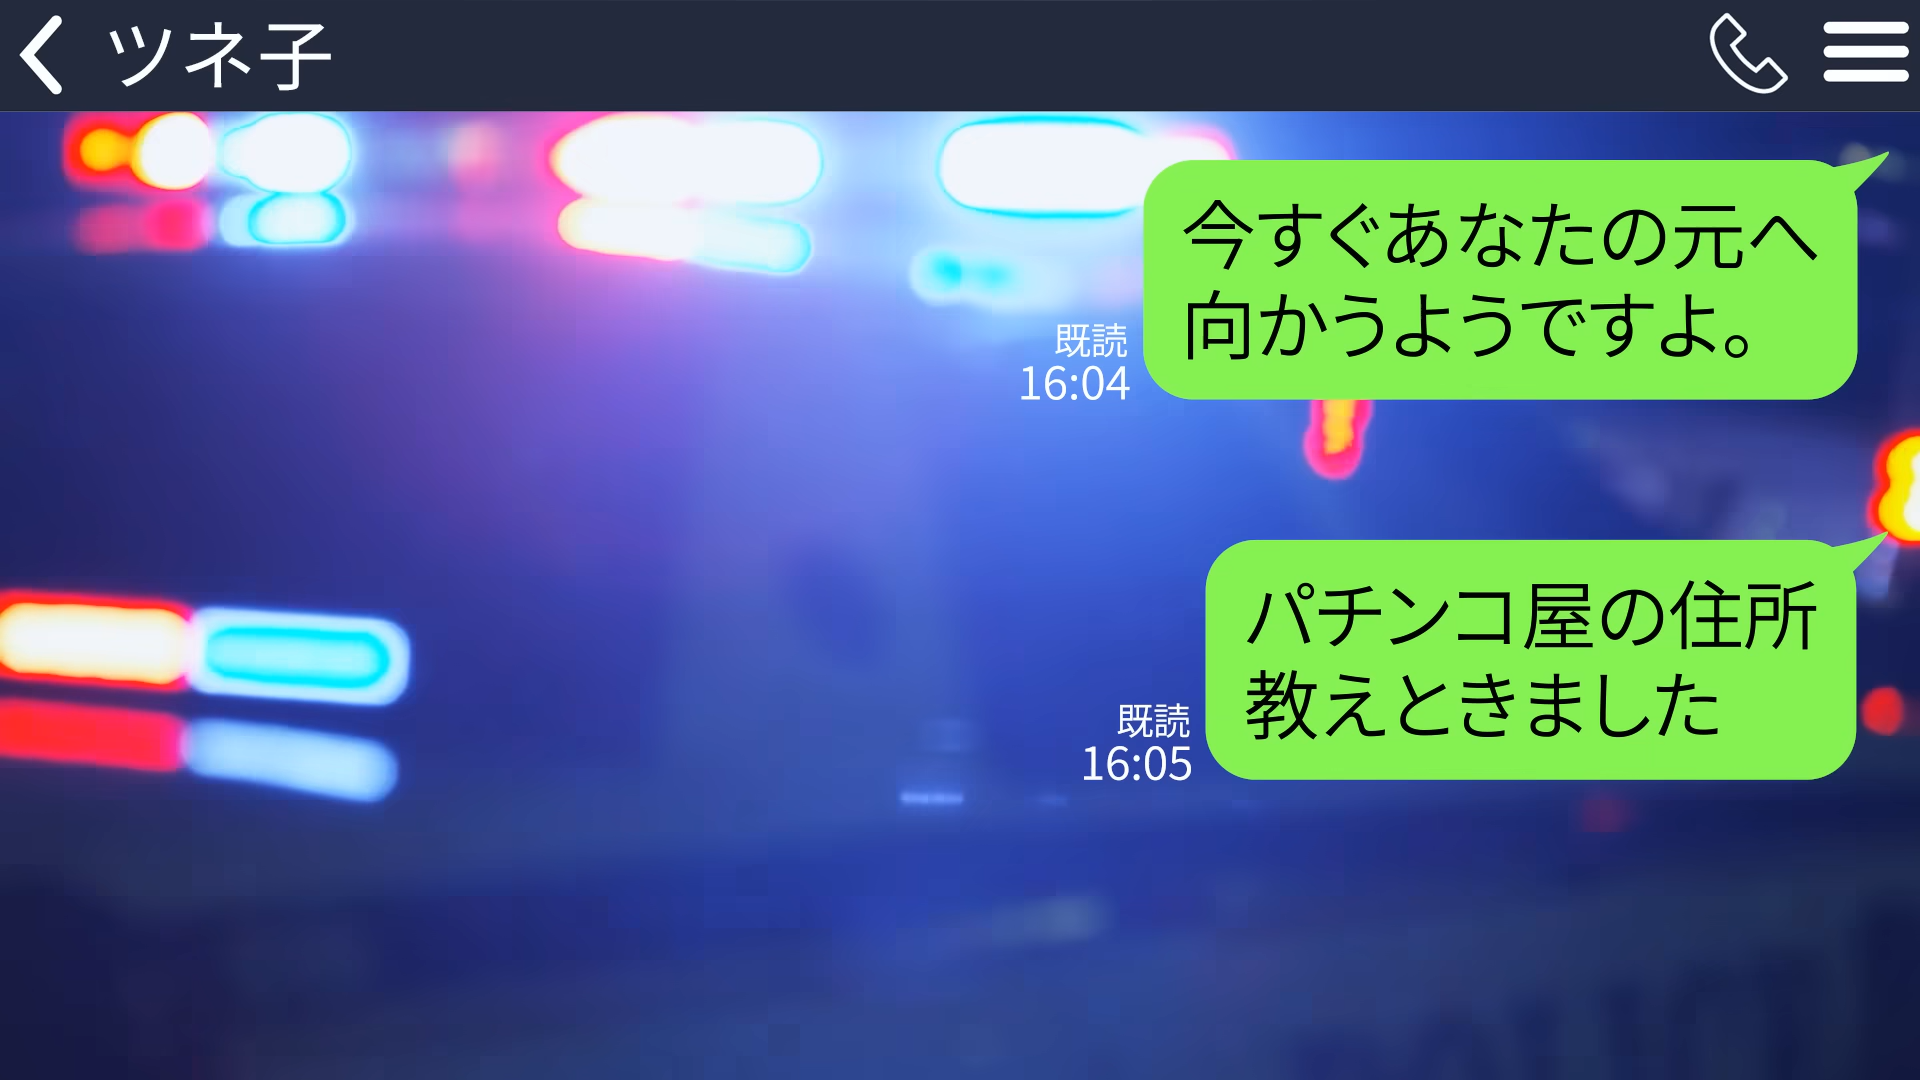 ツネ子
今すぐあなたの元へ
向かうようですよ。
既読
16:04
パチンコ屋の住所
教えときました
既読
16:05